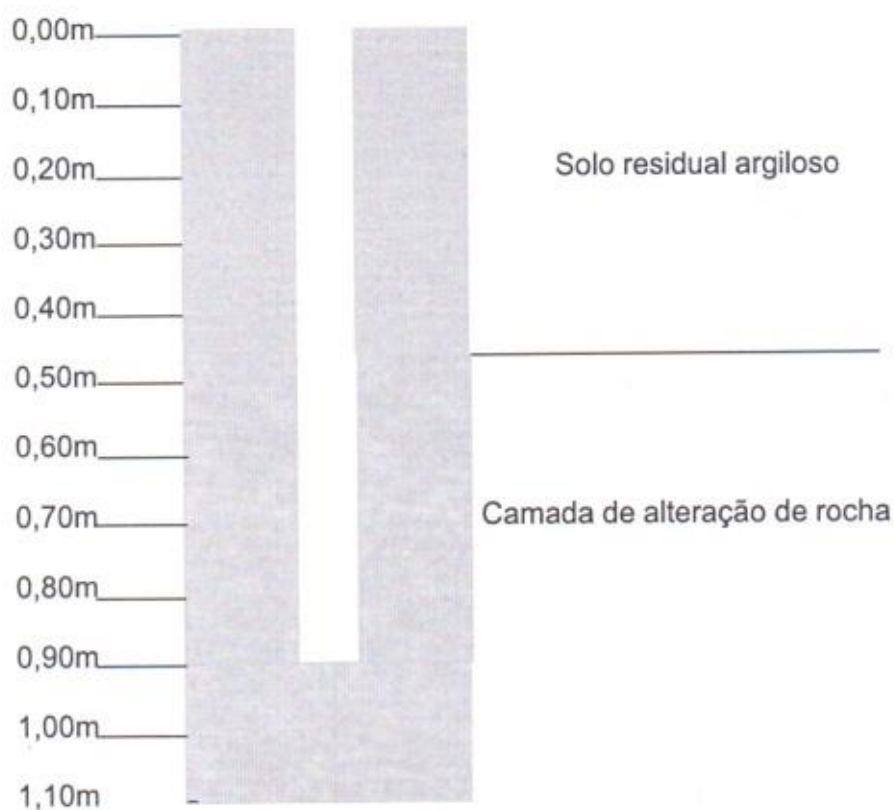 0,00m
0,10m
0,20m
Solo residual argiloso
0,30m
0,40m
0,50m
0,60m
0,70m
Camada de alteração de rocha
0,80m
0,90m
1,00m
1,10m